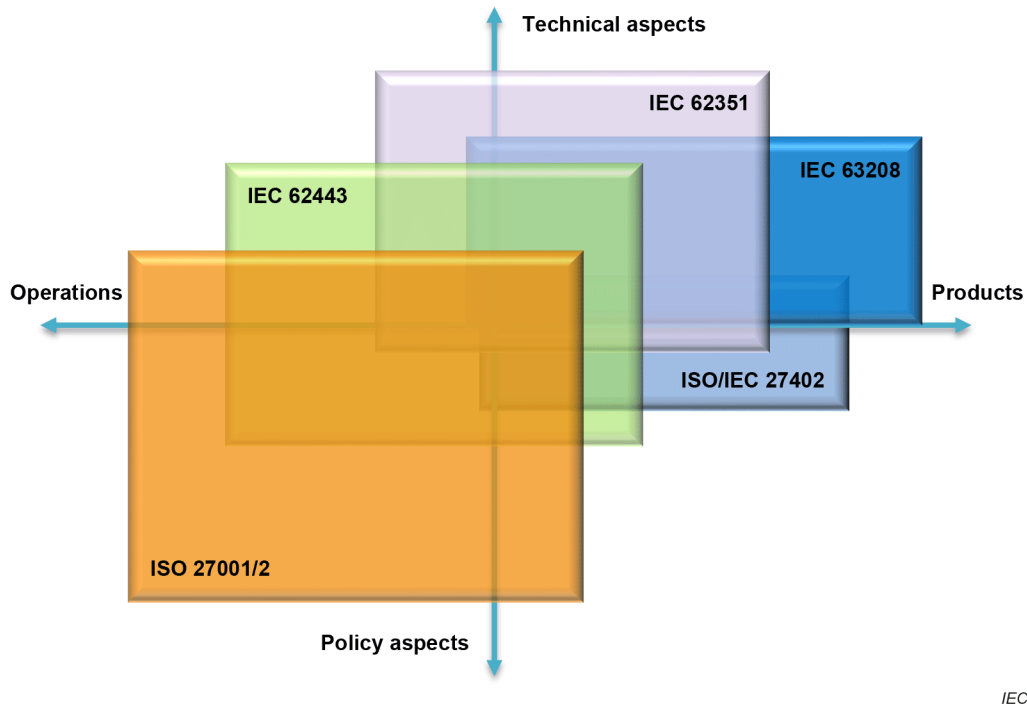 Technical aspects
IEC 62351
IEC 63208
IEC 62443
Operations
Products
ISO/IEC 27402
ISO 27001/2
Policy aspects
IEC